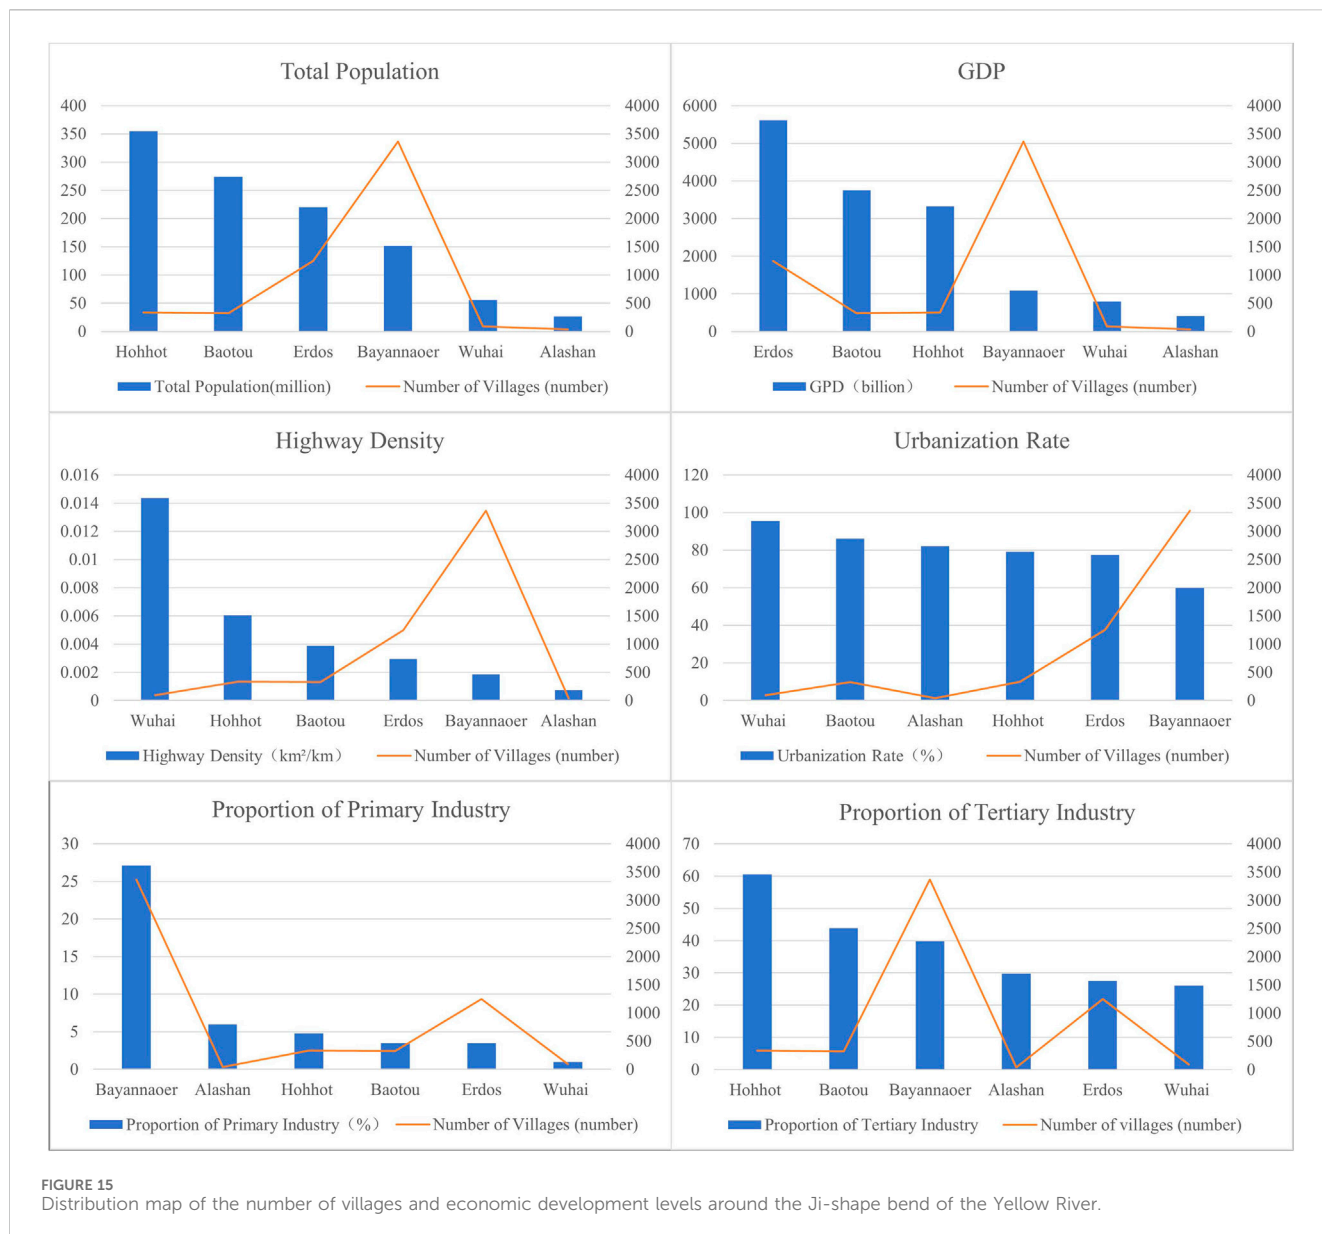 Total Population
400 4000
350 3500
300 3000
250 2500
200 2000
150 1500
100 1000
50 500
0 0
Hohhot Baotou Erdos Bayannaoer Wuhai Alashan
Total Population(million) Number of Villages (number)
GDP
6000 4000
5000 3500
4000 3000
3000 2500
2000 2000
1000 1500
0 1000
500
0
Erdos Baotou Hohhot Bayannaoer Wuhai Alashan
GPD（billion） Number of Villages (number)
Highway Density
0.016 4000
0.014 3500
0.012 3000
0.01 2500
0.008 2000
0.006 1500
0.004 1000
0.002 500
0 0
Wuhai Hohhot Baotou Erdos Bayannaoer Alashan
Highway Density（km²/km） Number of Villages (number)
Urbanization Rate
120 4000
100 3500
80 3000
60 2500
40 2000
20 1500
0 1000
500
0
Wuhai Baotou Alashan Hohhot Erdos Bayannaoer
Urbanization Rate（%） Number of Villages (number)
Proportion of Primary Industry
30 4000
25 3500
20 3000
15 2500
10 2000
5 1500
0 1000
500
0
Bayannaoer Alashan Hohhot Baotou Erdos Wuhai
Proportion of Primary Industry（%） Number of Villages (number)
Proportion of Tertiary Industry
70 4000
60 3500
50 3000
40 2500
30 2000
20 1500
10 1000
0 500
0
Hohhot Baotou Bayannaoer Alashan Erdos Wuhai
Proportion of Tertiary Industry Number of villages (number)
FIGURE 15
Distribution map of the number of villages and economic development levels around the Ji-shape bend of the Yellow River.